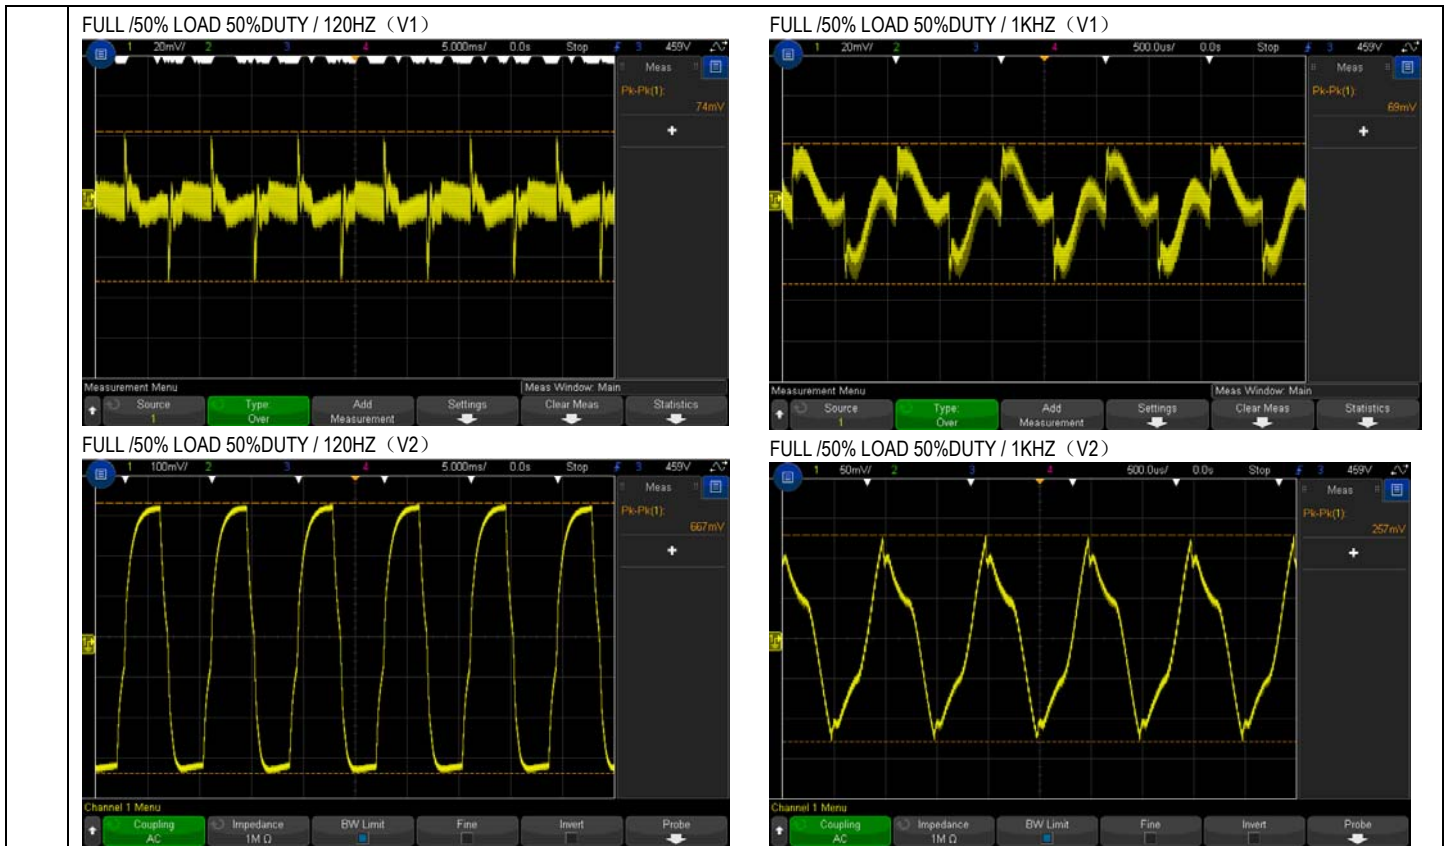 FULL /50% LOAD 50%DUTY / 120HZ（V1）
1 20mV/ 2 3 4 5.000ms/ 0.0s Stop 3 459V
Meas
Pk-Pk(1):
74mV
Measurement Menu
Meas Window: Main
Source
1
Type:
Over
Add
Measurement
Settings
Clear Meas
Statistics
FULL /50% LOAD 50%DUTY / 1KHZ（V1）
1 20mV/ 2 3 4 500.0us/ 0.0s Stop 3 459V
Meas
Pk-Pk(1):
69mV
Measurement Menu
Meas Window: Main
Source
1
Type:
Over
Add
Measurement
Settings
Clear Meas
Statistics
FULL /50% LOAD 50%DUTY / 120HZ（V2）
1 100mV/ 2 3 4 5.000ms/ 0.0s Stop 3 459V
Meas
Pk-Pk(1):
667mV
Channel 1 Menu
Coupling
AC
Impedance
1M Ω
BW Limit
Fine
Invert
Probe
FULL /50% LOAD 50%DUTY / 1KHZ（V2）
1 50mV/ 2 3 4 500.0us/ 0.0s Stop 3 459V
Meas
Pk-Pk(1):
257mV
Channel 1 Menu
Coupling
AC
Impedance
1M Ω
BW Limit
Fine
Invert
Probe